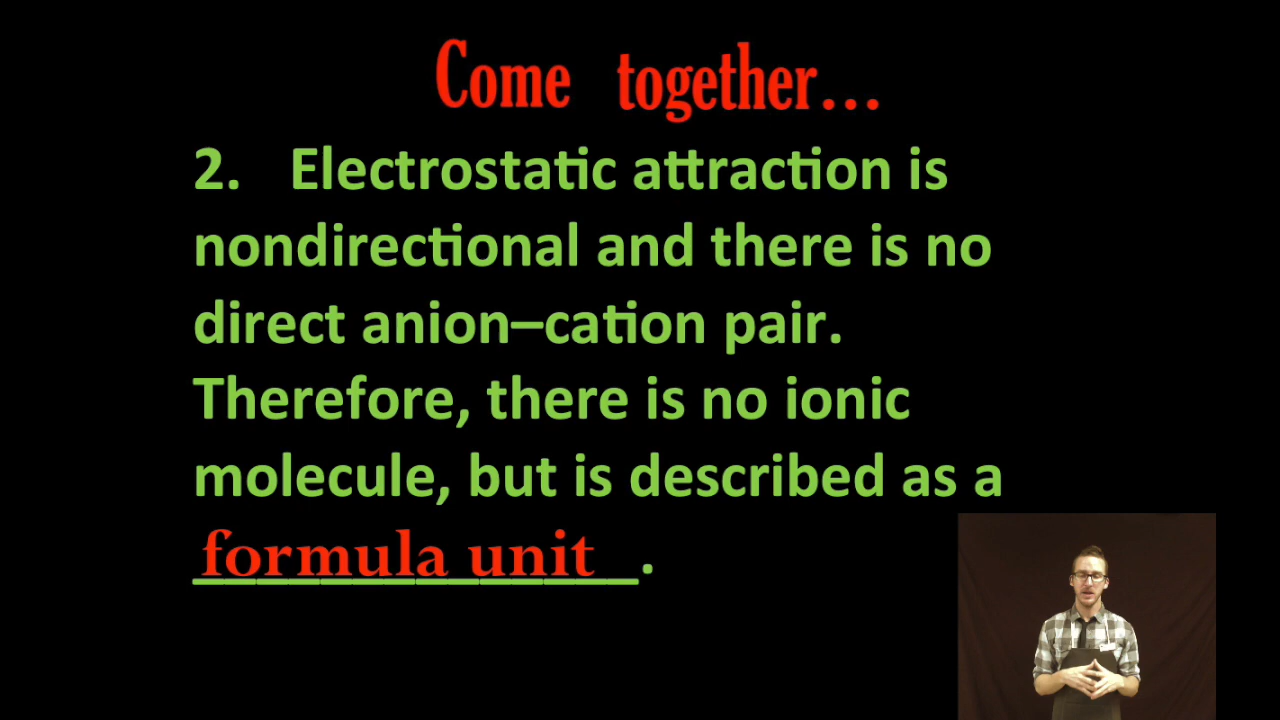 Come together...
2. Electrostatic attraction is
nondirectional and there is no
direct anion–cation pair.
Therefore, there is no ionic
molecule, but is described as a
formula unit.